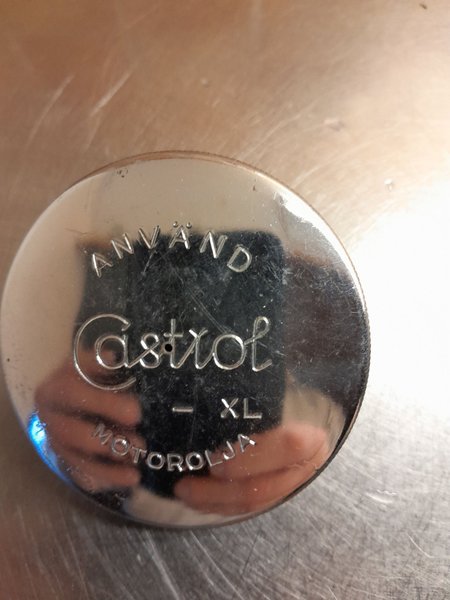 ANVÄND
Castrol
- XL
MOTOROLJA